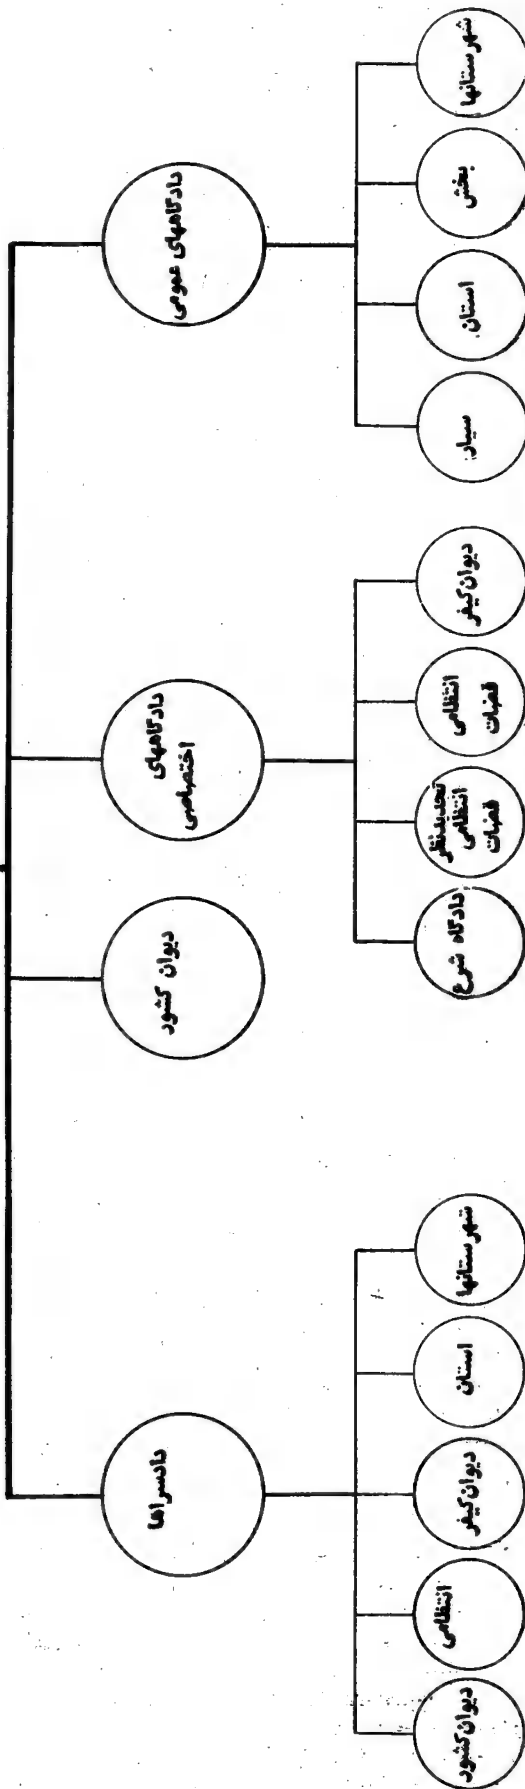 دادگاههای عمومی
شهرستانها
بخش
استان
سیار
دادگاههای
اختصاصی
دیوان کیفر
انتظامی
قضات
تجدیدنظر
انتظامی
قضات
دادگاه شرع
دیوان کشور
دادسراها
شهرستانها
استان
دیوان کیفر
انتظامی
دیوان کشور